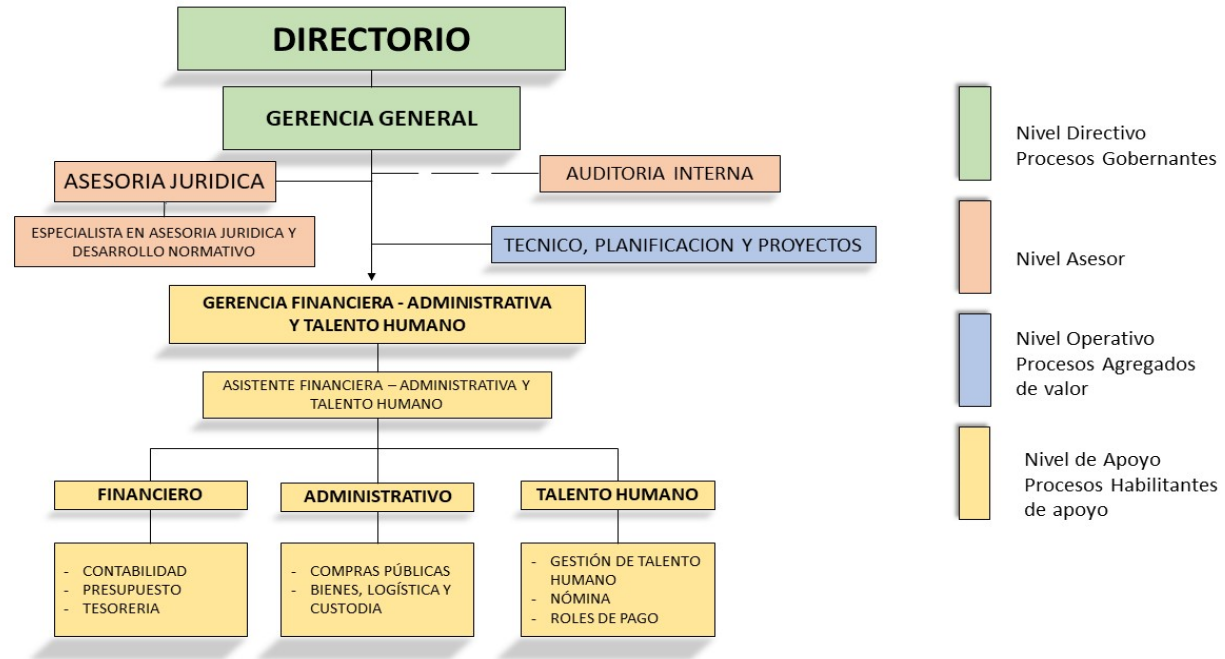 DIRECTORIO
GERENCIA GENERAL
ASESORIA JURIDICA
AUDITORIA INTERNA
ESPECIALISTA EN ASESORIA JURIDICA Y
DESARROLLO NORMATIVO
TECNICO, PLANIFICACION Y PROYECTOS
GERENCIA FINANCIERA - ADMINISTRATIVA
Y TALENTO HUMANO
ASISTENTE FINANCIERA – ADMINISTRATIVA Y
TALENTO HUMANO
FINANCIERO
ADMINISTRATIVO
TALENTO HUMANO
- CONTABILIDAD
- PRESUPUESTO
- TESORERIA
- COMPRAS PÚBLICAS
- BIENES, LOGÍSTICA Y
CUSTODIA
- GESTIÓN DE TALENTO
HUMANO
- NÓMINA
- ROLES DE PAGO
Nivel Directivo
Procesos Gobernantes
Nivel Asesor
Nivel Operativo
Procesos Agregados
de valor
Nivel de Apoyo
Procesos Habilitantes
de apoyo